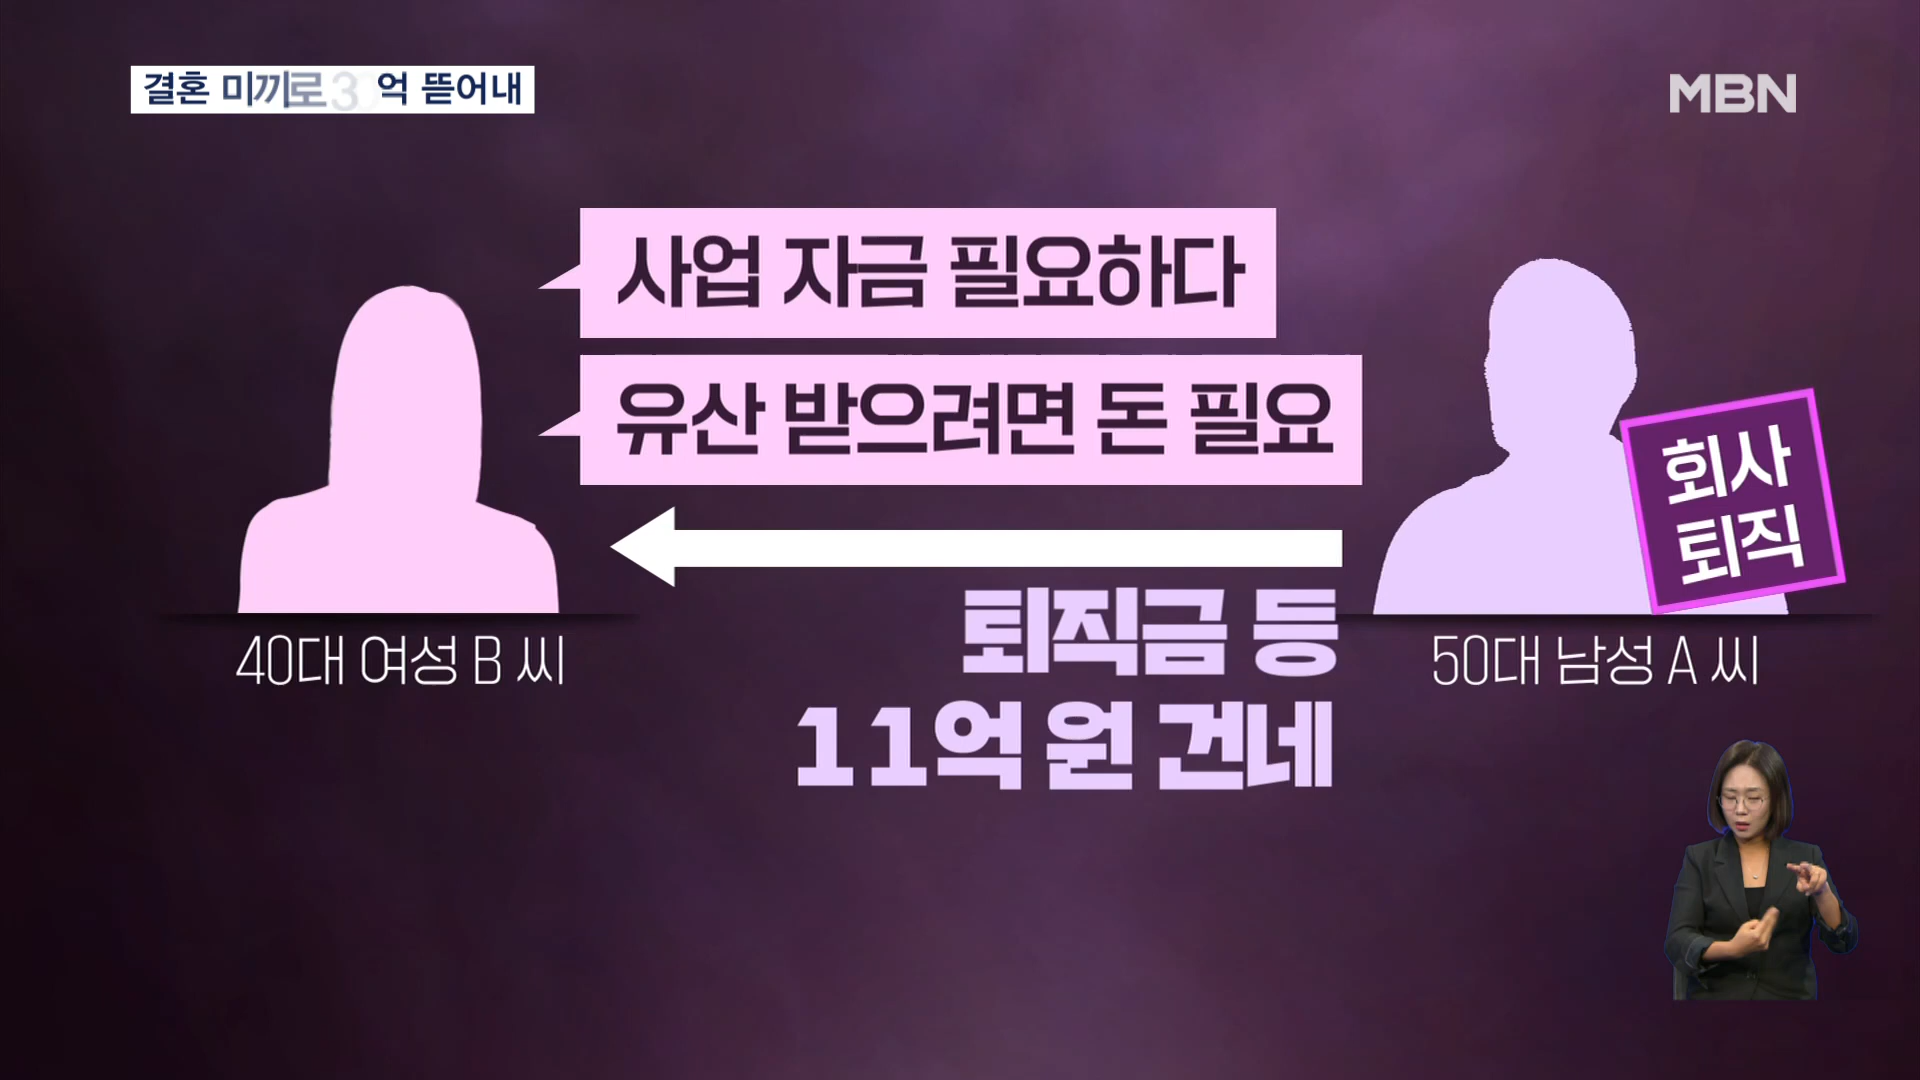 결혼 미끼로 억 뜯어내
MBN
사업 자금 필요하다
유산 받으려면 돈 필요
회사
퇴직
퇴직금 등
11억 원 건네
40대 여성 B 씨
50대 남성 A 씨